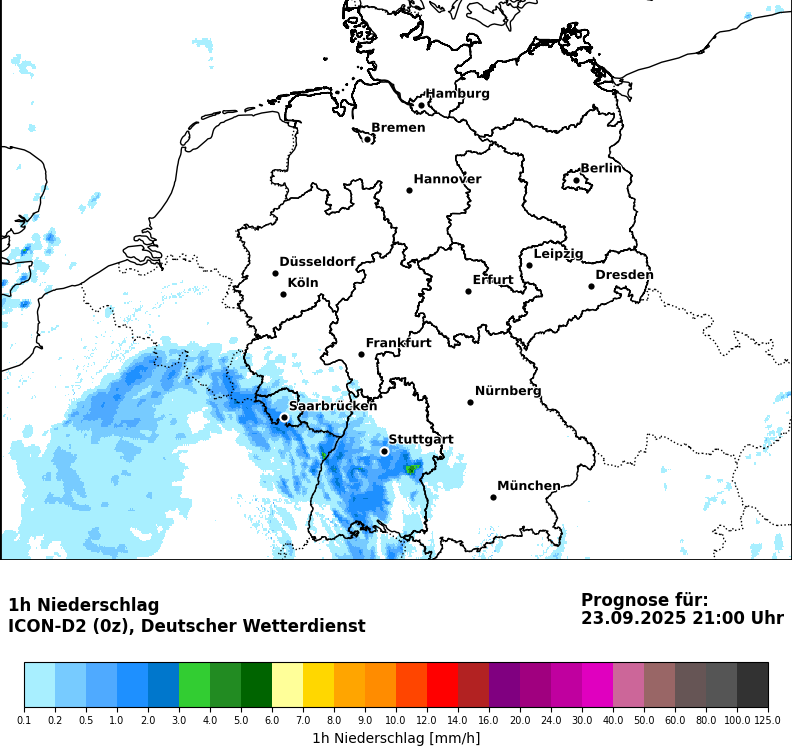 Hamburg
Bremen
Berlin
Hannover
Leipzig
Düsseldorf
Dresden
Köln
Erfurt
Frankfurt
Nürnberg
Saarbrücken
Stuttgart
München
1h Niederschlag
ICON-D2 (0z), Deutscher Wetterdienst
Prognose für:
23.09.2025 21:00 Uhr
0.1 0.2 0.5 1.0 2.0 3.0 4.0 5.0 6.0 7.0 8.0 9.0 10.0 12.0 14.0 16.0 20.0 24.0 30.0 40.0 50.0 60.0 80.0 100.0 125.0
1h Niederschlag [mm/h]